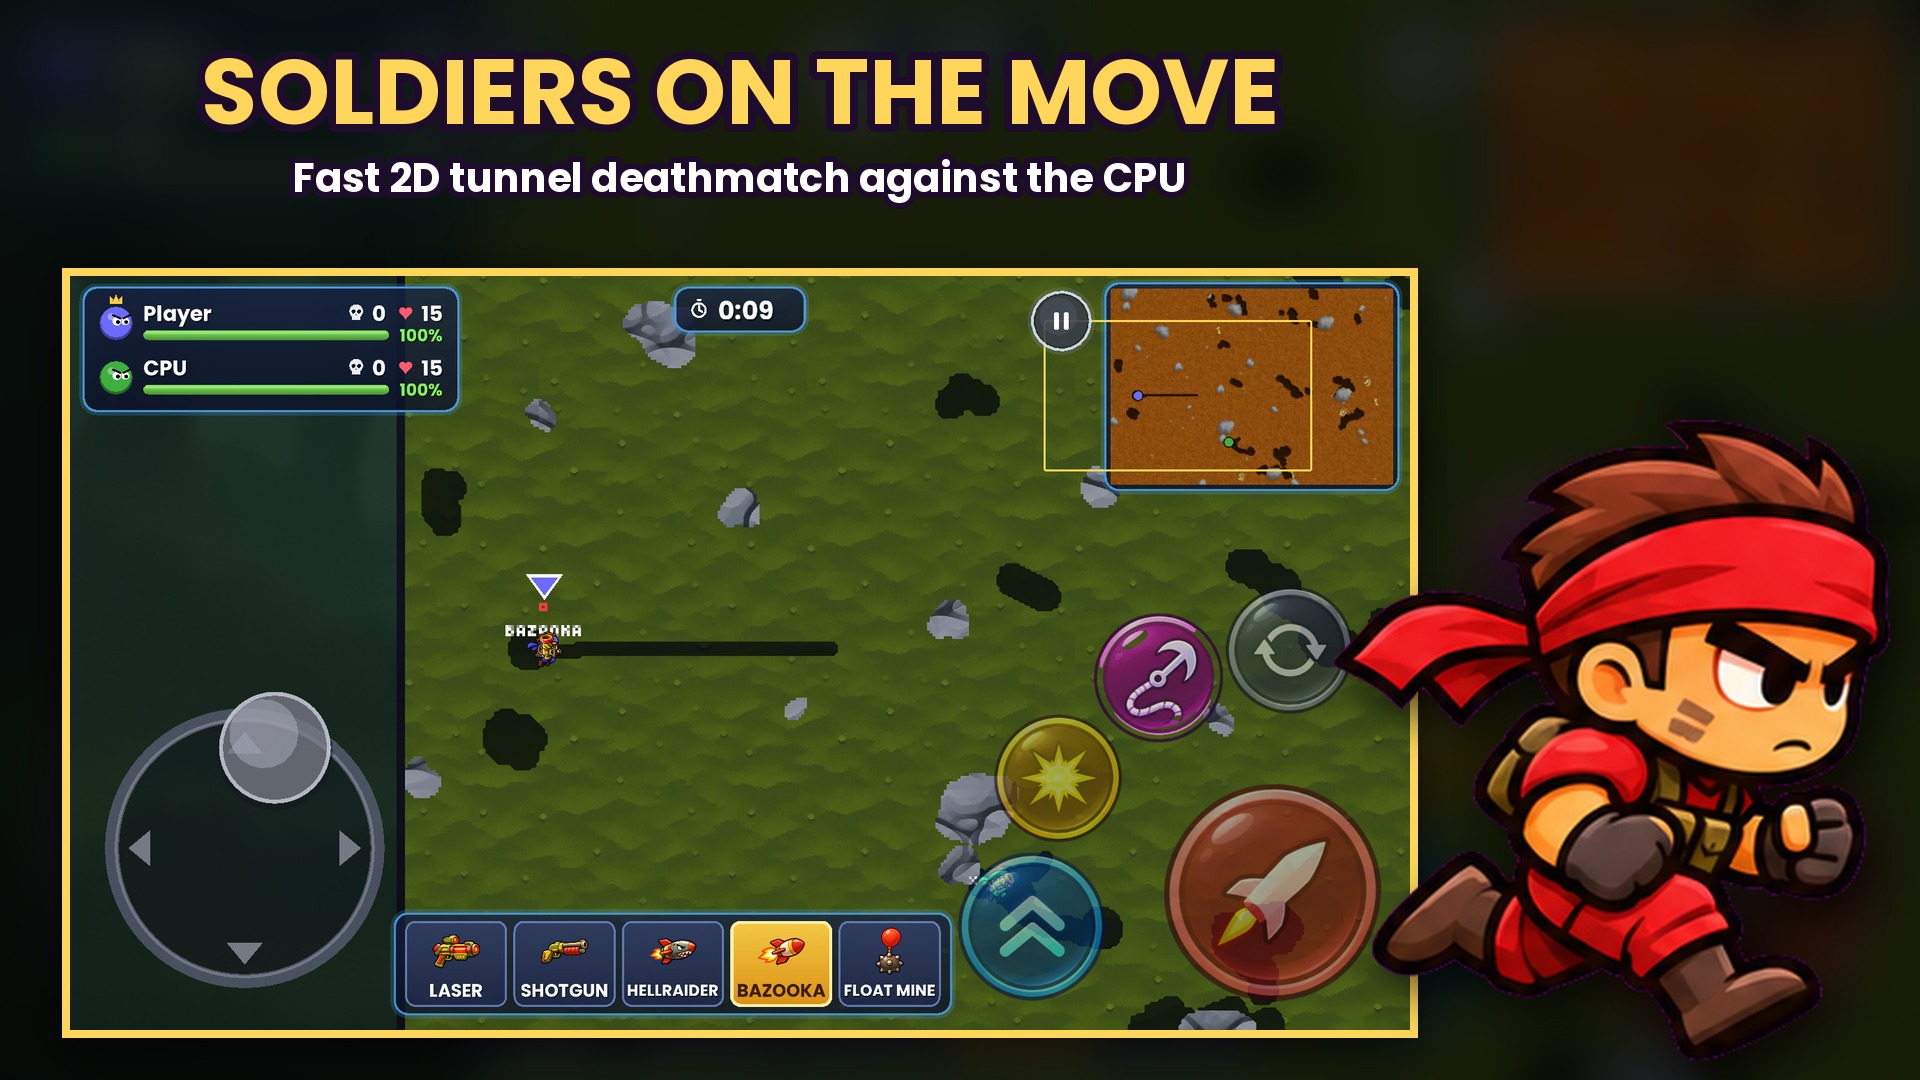 SOLDIERS ON THE MOVE
Fast 2D tunnel deathmatch against the CPU
Player 0 15
100%
CPU 0 15
100%
0:09
BAZOOKA
LASER
SHOTGUN
HELLRAIDER
BAZOOKA
FLOAT MINE